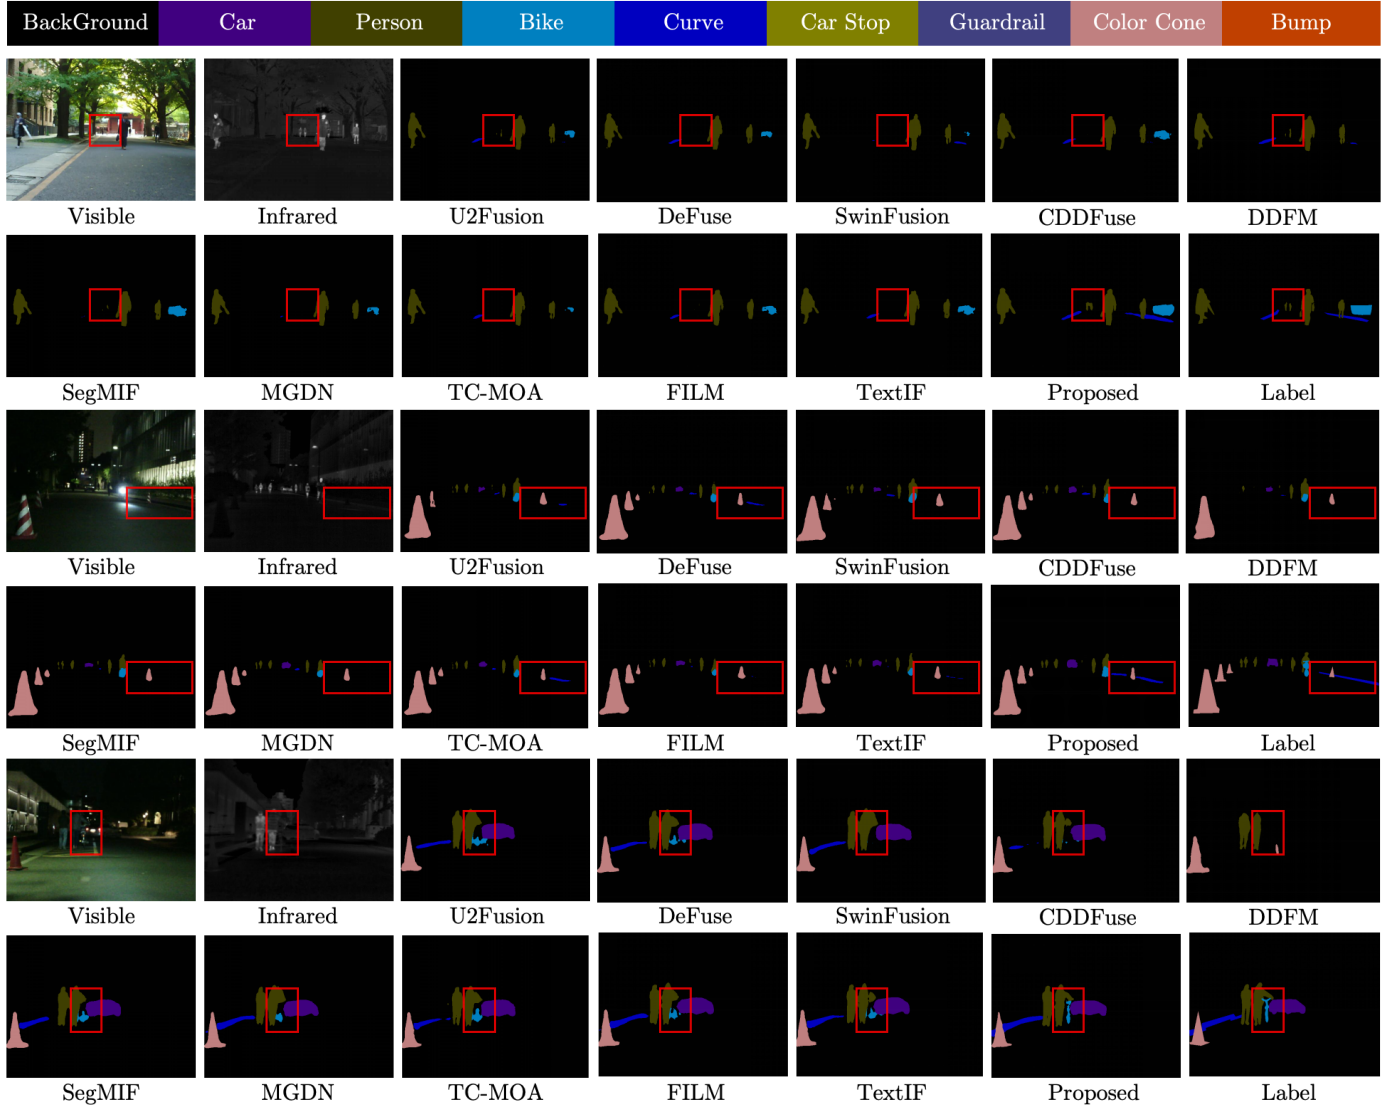 BackGround Car Person Bike Curve Car Stop Guardrail Color Cone Bump
Visible Infrared U2Fusion DeFuse SwinFusion CDDFuse DDFM
SegMIF MGDN TC-MOA FILM TextIF Proposed Label
Visible Infrared U2Fusion DeFuse SwinFusion CDDFuse DDFM
SegMIF MGDN TC-MOA FILM TextIF Proposed Label
Visible Infrared U2Fusion DeFuse SwinFusion CDDFuse DDFM
SegMIF MGDN TC-MOA FILM TextIF Proposed Label